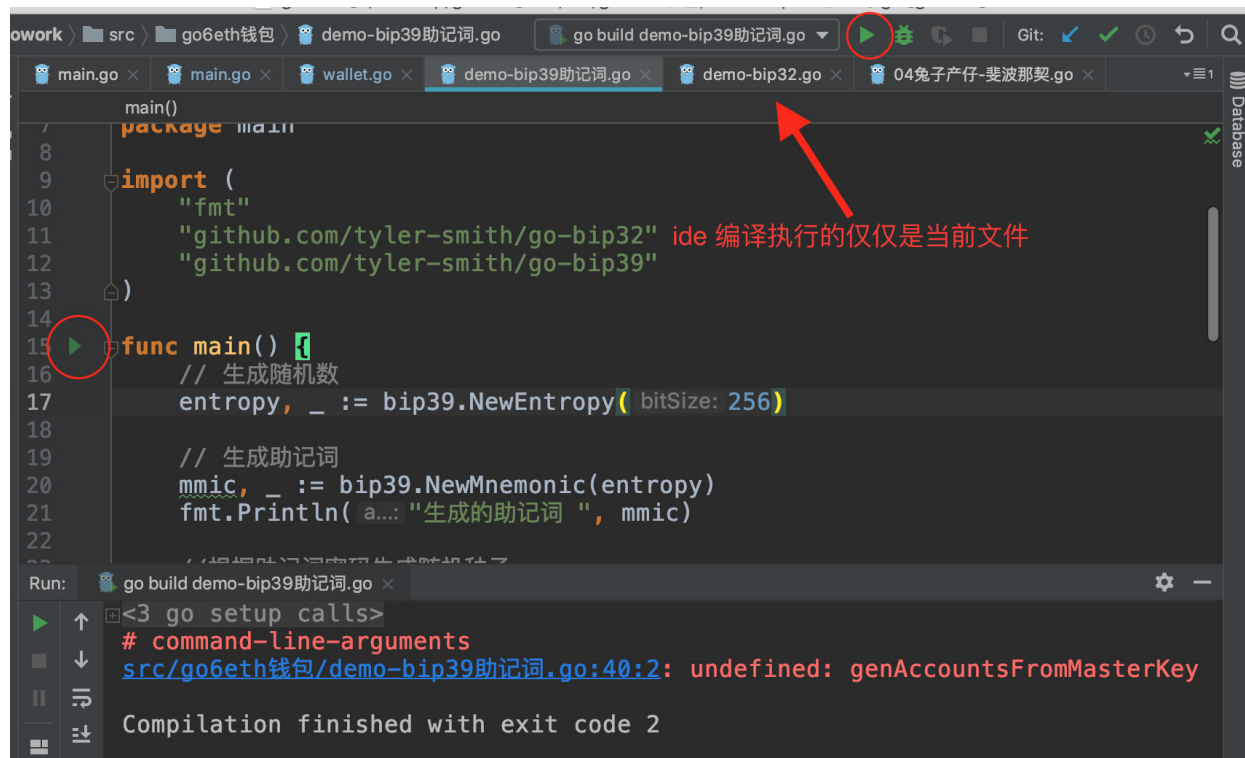 owork 〉 src 〉 go6eth钱包 〉 demo-bip39助记词.go go build demo-bip39助记词.go Git:
main.go × main.go × wallet.go × demo-bip39助记词.go × demo-bip32.go × 04兔子产仔-斐波那契.go × 1
main()
7 package main
8
9 import (
10 "fmt"
11 "github.com/tyler-smith/go-bip32" ide 编译执行的仅仅是当前文件
12 "github.com/tyler-smith/go-bip39"
13 )
14
15 func main() {
16 // 生成随机数
17 entropy, _ := bip39.NewEntropy( bitSize: 256)
18
19 // 生成助记词
20 mmic, _ := bip39.NewMnemonic(entropy)
21 fmt.Println( a...: "生成的助记词 ", mmic)
22
Database
Run: go build demo-bip39助记词.go ×
<3 go setup calls>
# command-line-arguments
src/go6eth钱包/demo-bip39助记词.go:40:2: undefined: genAccountsFromMasterKey
Compilation finished with exit code 2